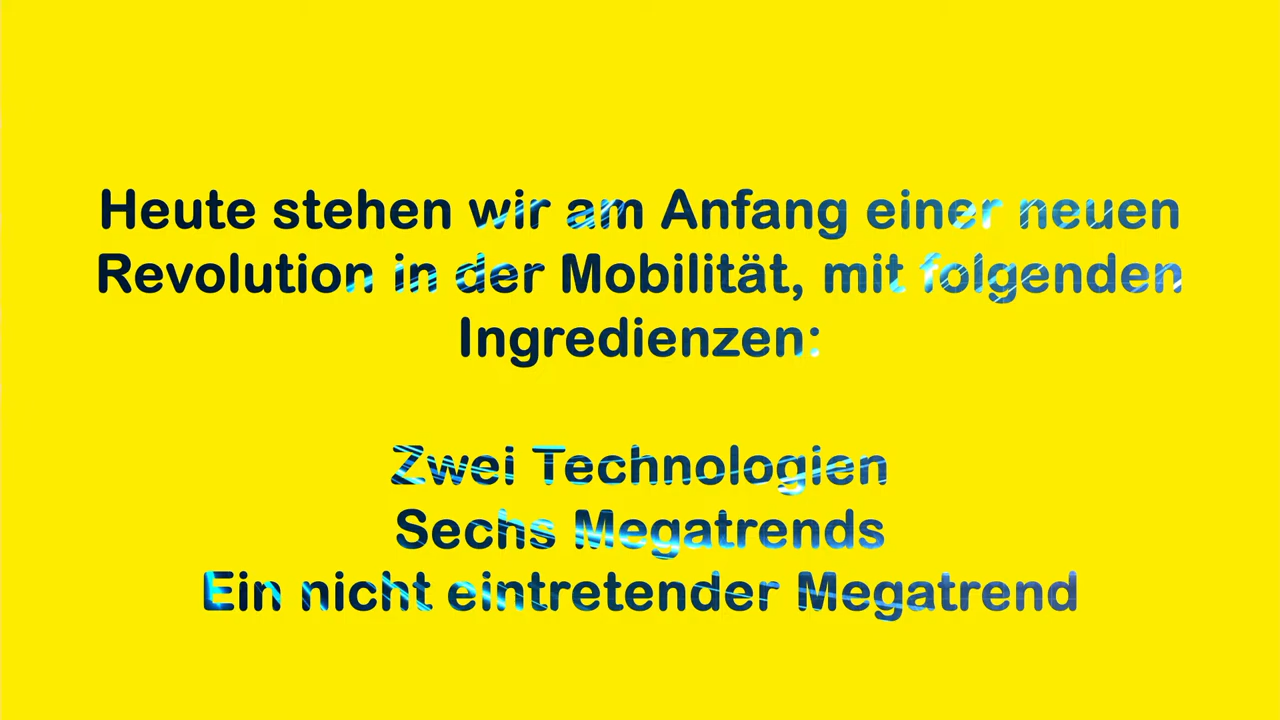 Heute stehen wir am Anfang einer neuen
Revolution in der Mobilität, mit folgenden
Ingredienzen:
Zwei Technologien
Sechs Megatrends
Ein nicht eintretender Megatrend